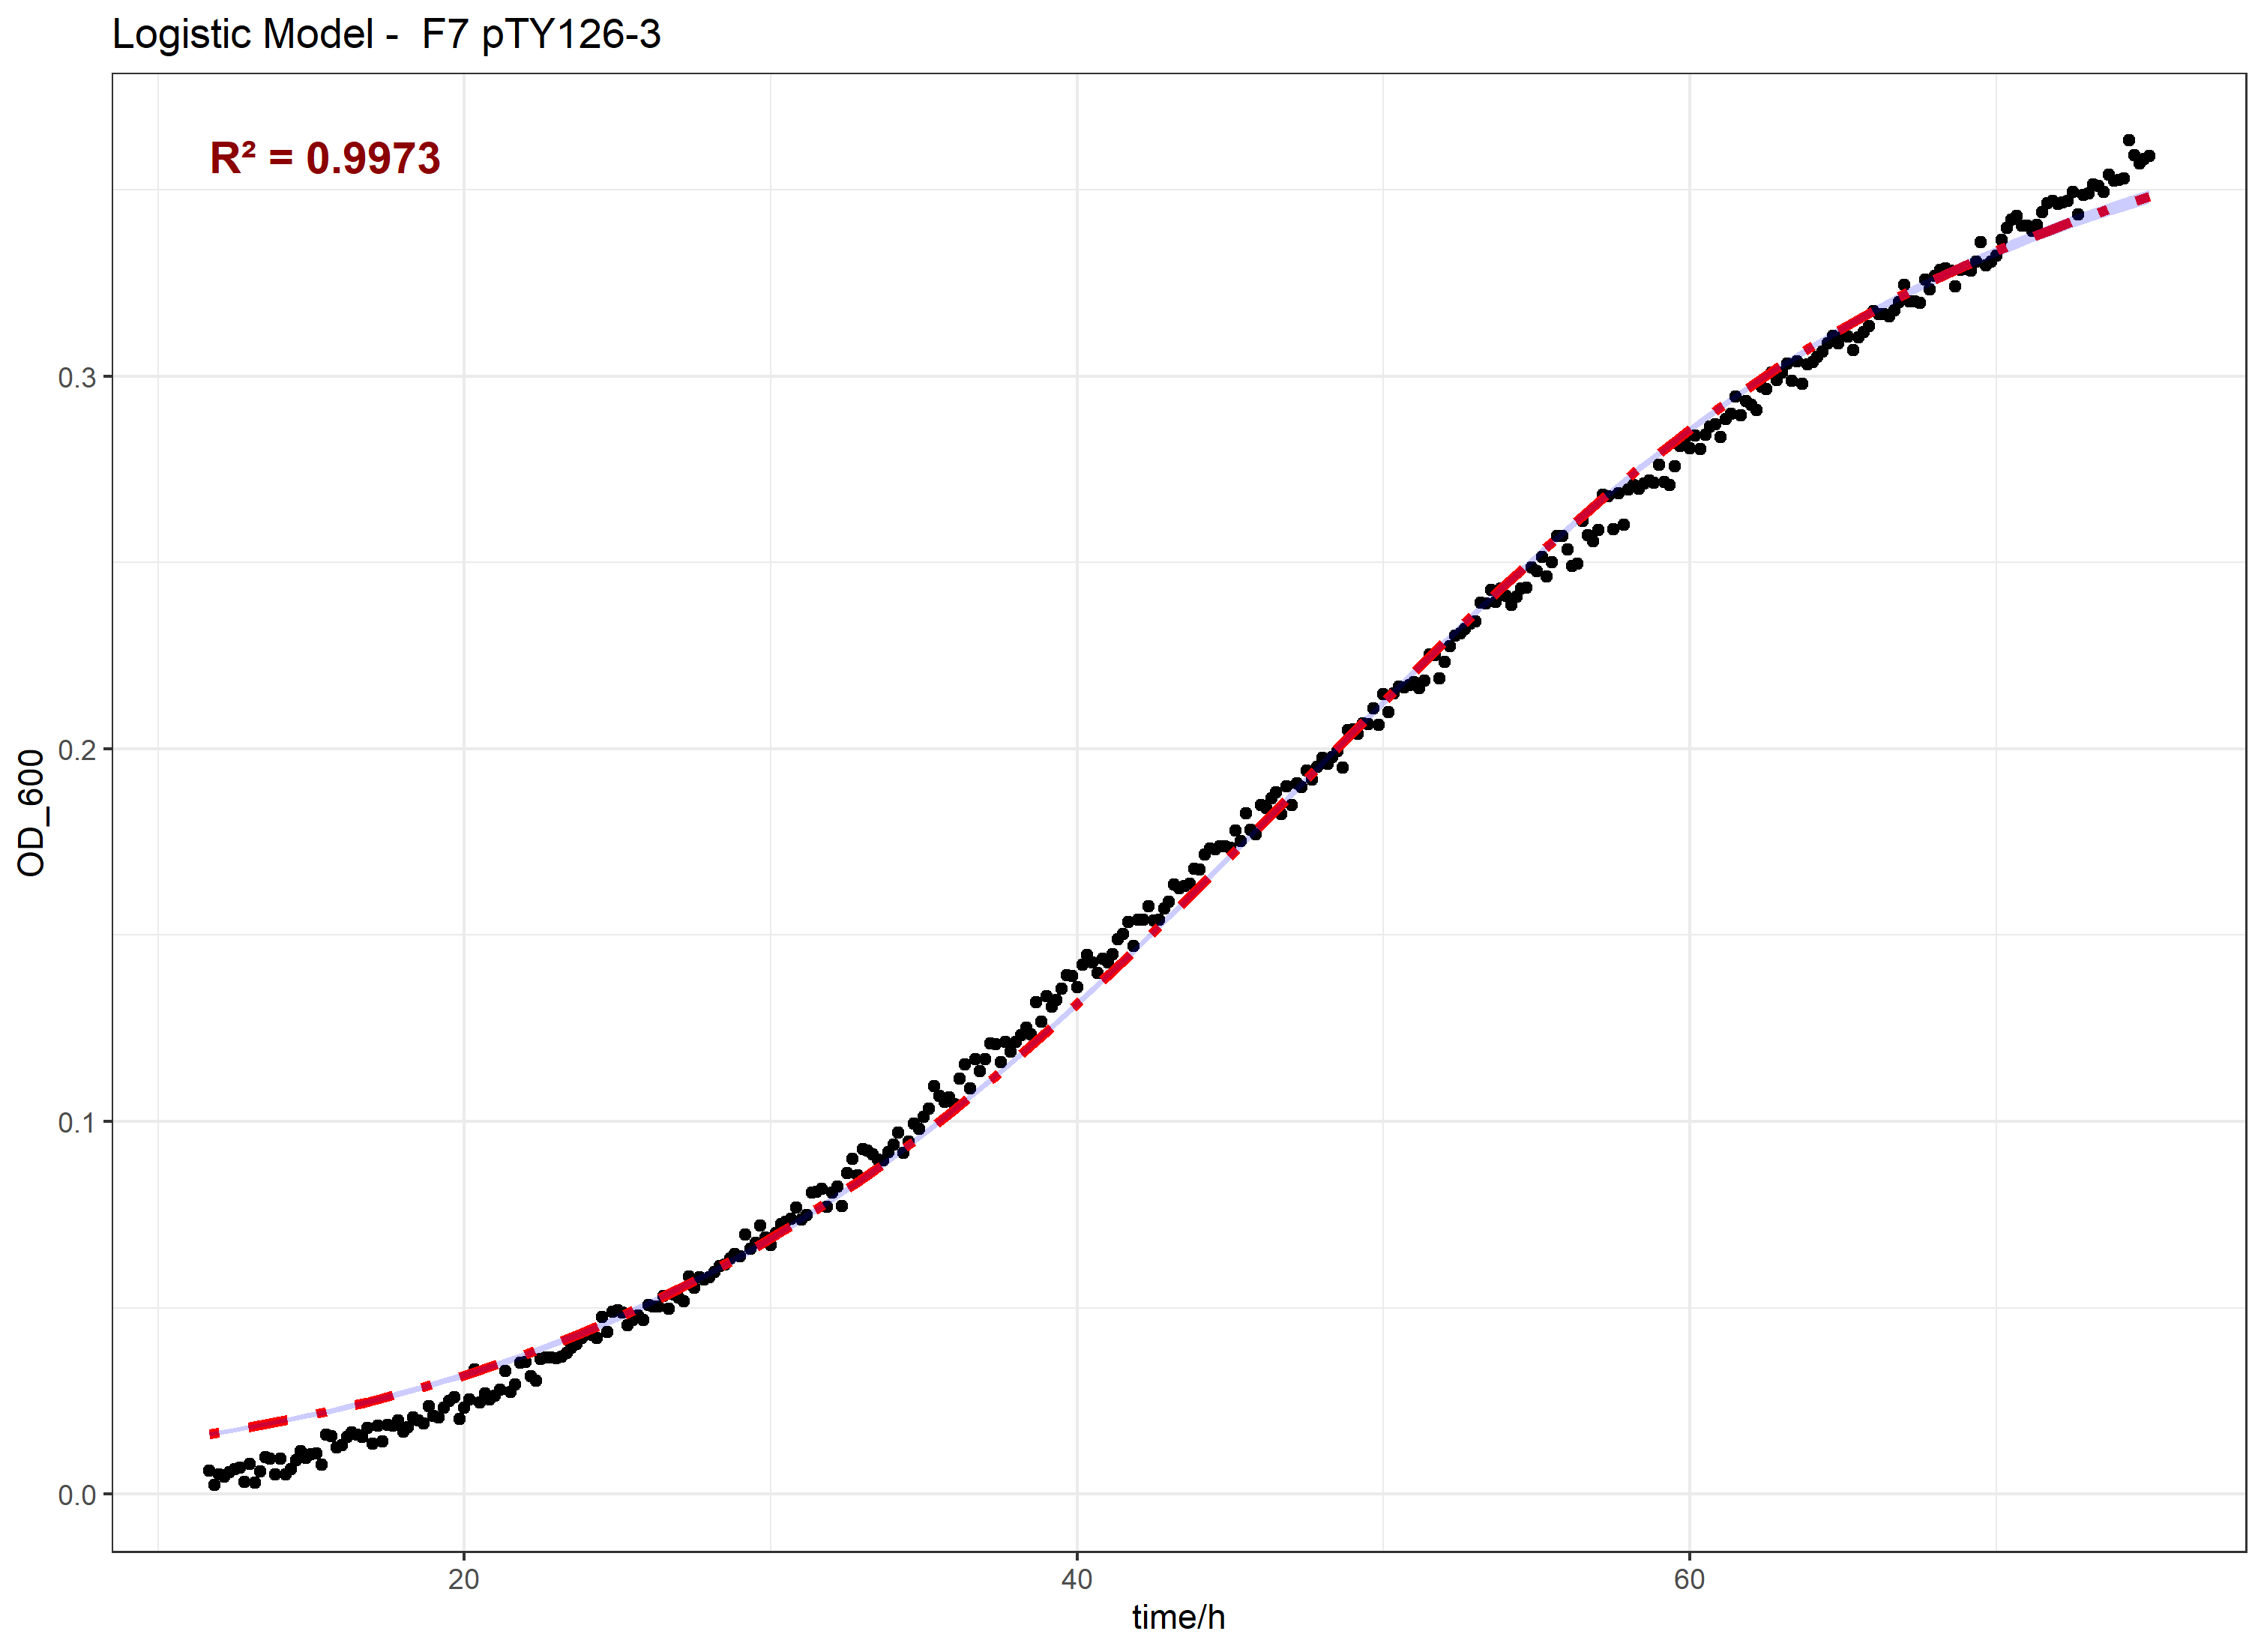 Logistic Model -  F7 pTY126-3
R² = 0.9973
0.3
0.2
0.1
0.0
OD_600
20 40 60
time/h